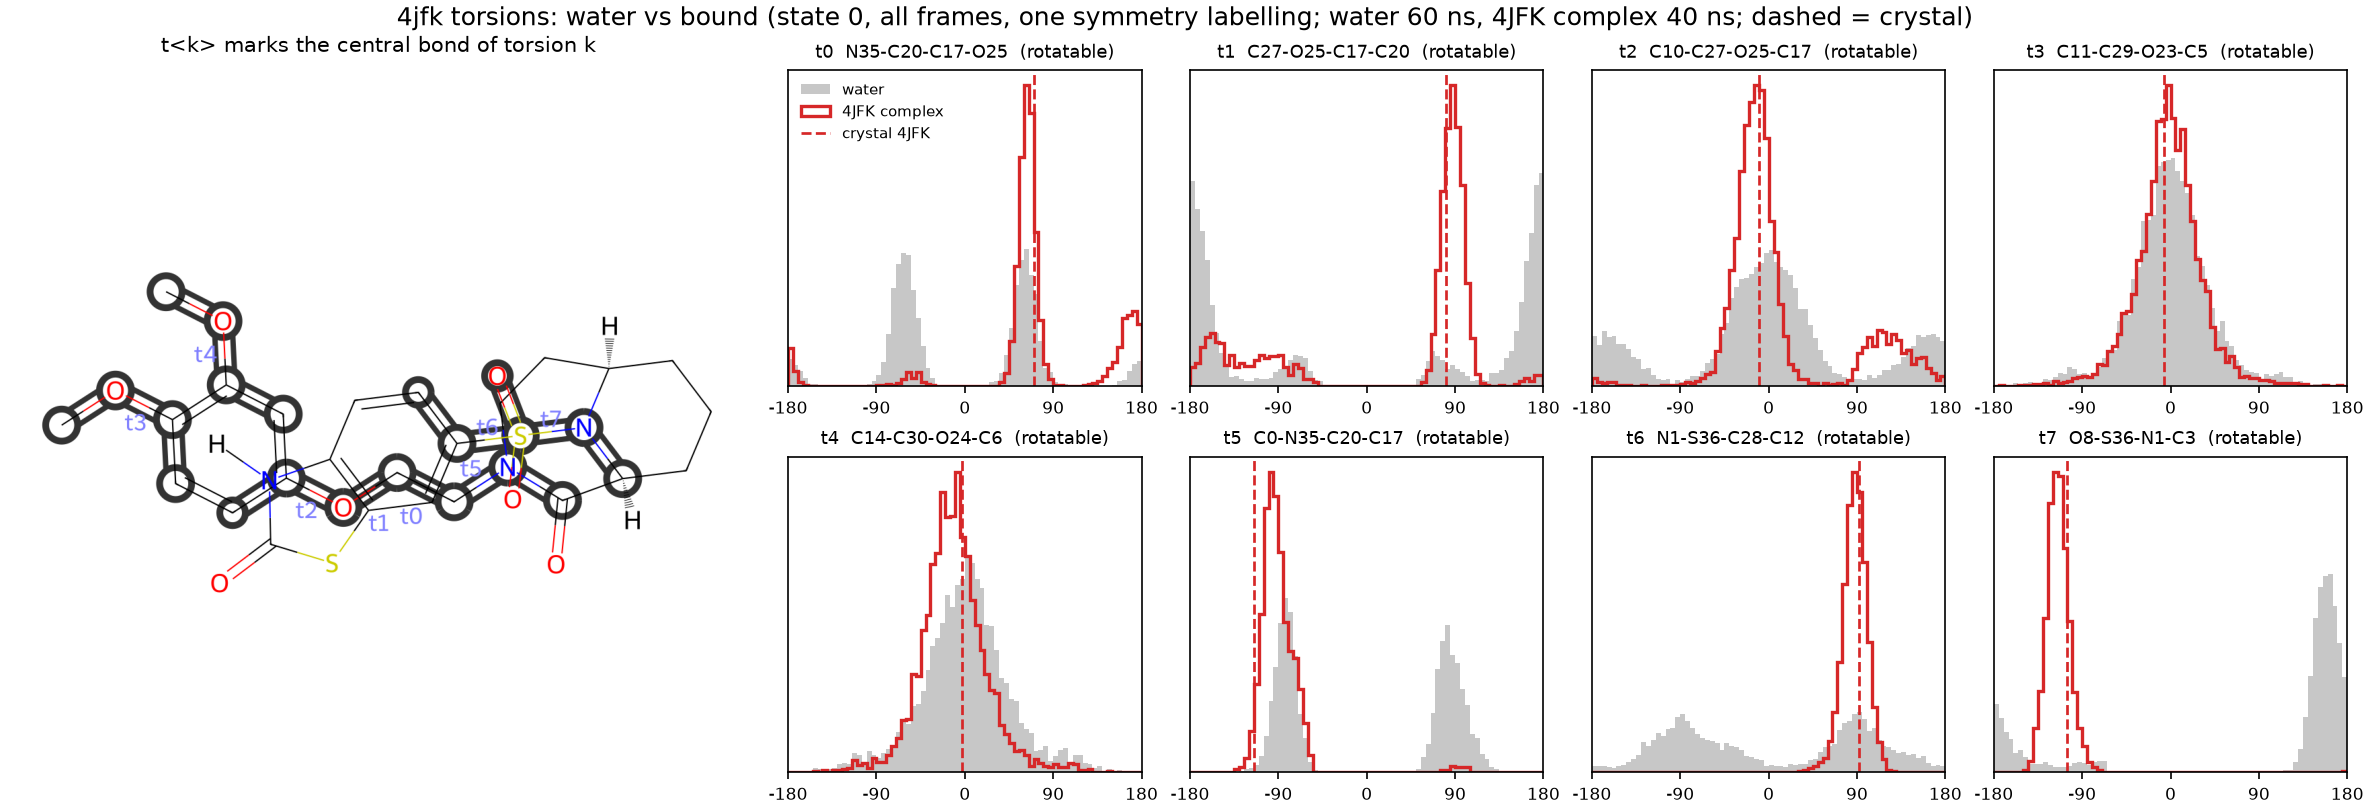 4jfk torsions: water vs bound (state 0, all frames, one symmetry labelling; water 60 ns, 4JFK complex 40 ns; dashed = crystal)
t<k> marks the central bond of torsion k
t0 N35-C20-C17-O25 (rotatable)
t1 C27-O25-C17-C20 (rotatable)
t2 C10-C27-O25-C17 (rotatable)
t3 C11-C29-O23-C5 (rotatable)
water
4JFK complex
crystal 4JFK
-180 -90 0 90 180
-180 -90 0 90 180
-180 -90 0 90 180
-180 -90 0 90 180
t4 C14-C30-O24-C6 (rotatable)
t5 C0-N35-C20-C17 (rotatable)
t6 N1-S36-C28-C12 (rotatable)
t7 O8-S36-N1-C3 (rotatable)
-180 -90 0 90 180
-180 -90 0 90 180
-180 -90 0 90 180
-180 -90 0 90 180
O
H
t4
O
O
t3
t6
t7
S
N
H
N
t5
N
O
t2
O
t1
t0
H
O
S
O